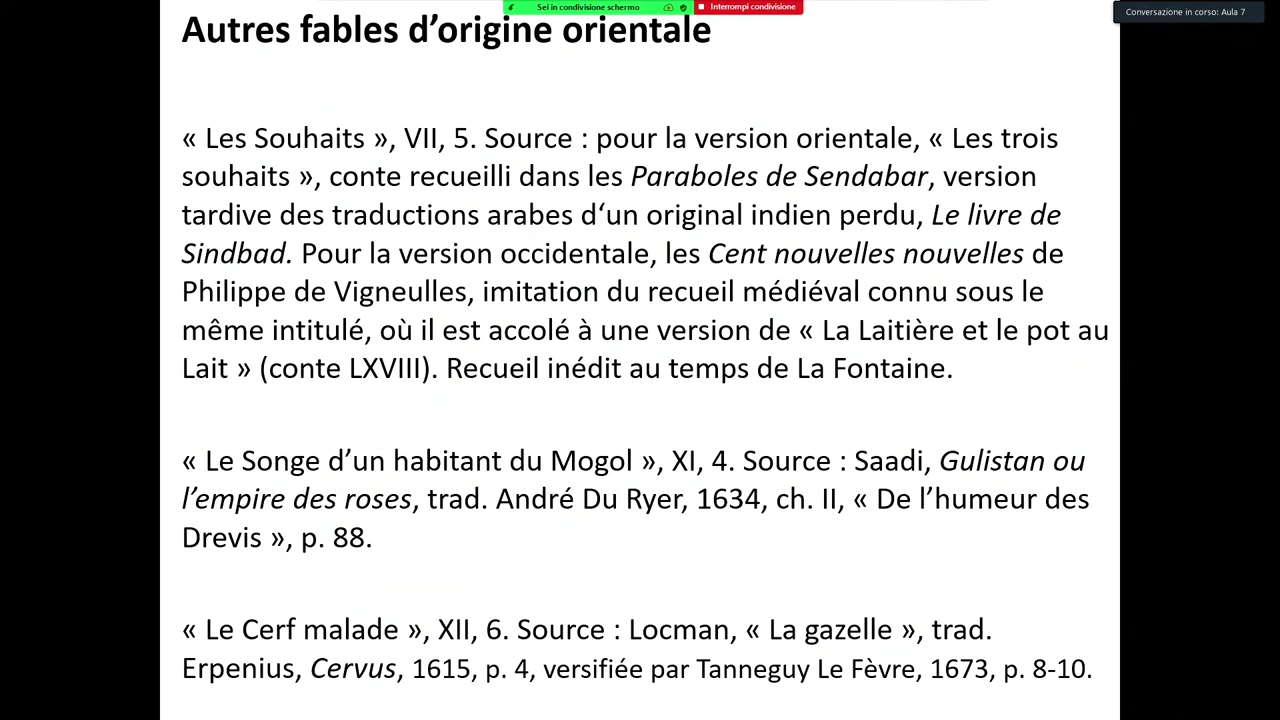 Sei in condivisione schermo
Interrompi condivisione
Conversazione in corso: Aula 7
Autres fables d’origine orientale
« Les Souhaits », VII, 5. Source : pour la version orientale, « Les trois
souhaits », conte recueilli dans les Paraboles de Sendabar, version
tardive des traductions arabes d‘un original indien perdu, Le livre de
Sindbad. Pour la version occidentale, les Cent nouvelles nouvelles de
Philippe de Vigneulles, imitation du recueil médiéval connu sous le
même intitulé, où il est accolé à une version de « La Laitière et le pot au
Lait » (conte LXVIII). Recueil inédit au temps de La Fontaine.
« Le Songe d’un habitant du Mogol », XI, 4. Source : Saadi, Gulistan ou
l’empire des roses, trad. André Du Ryer, 1634, ch. II, « De l’humeur des
Drevis », p. 88.
« Le Cerf malade », XII, 6. Source : Locman, « La gazelle », trad.
Erpenius, Cervus, 1615, p. 4, versifiée par Tanneguy Le Fèvre, 1673, p. 8-10.